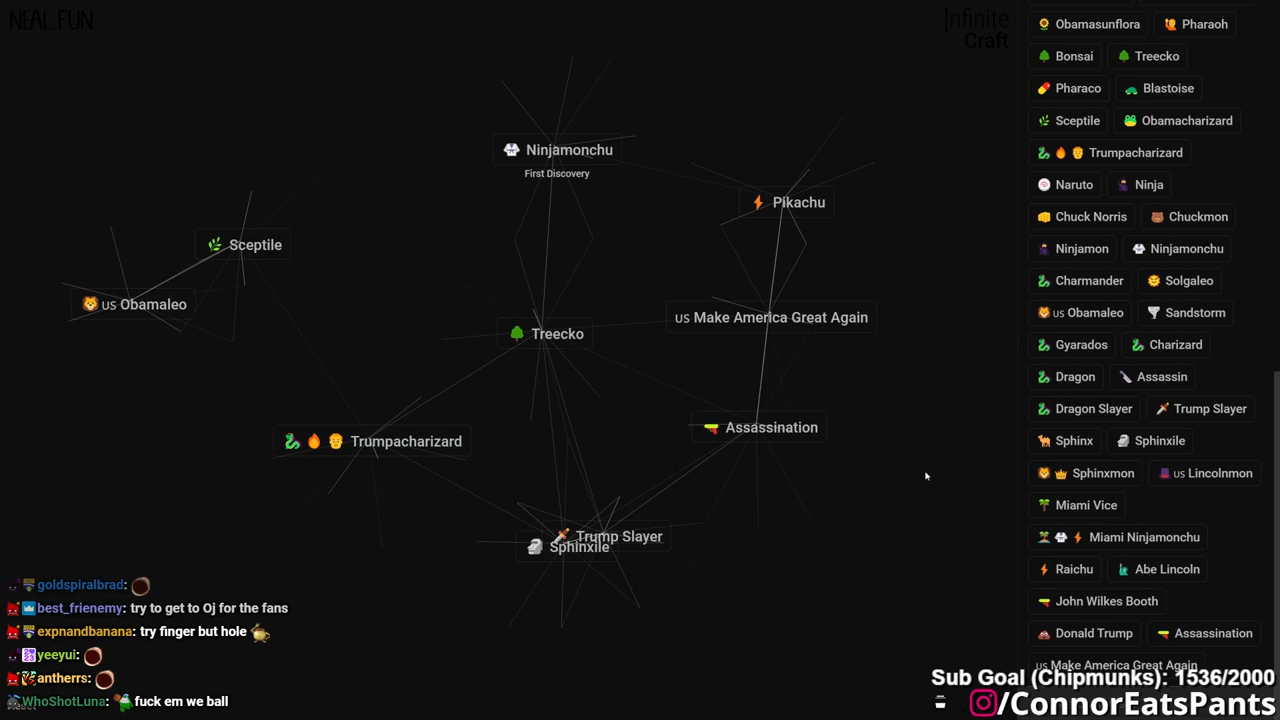 NEAL.FUN
Infinite
Craft
Ninjamonchu
First Discovery
Pikachu
Sceptile
US Obamaleo
Treecko
US Make America Great Again
Trumpacharizard
Assassination
Trump Slayer
Sphinxile
Obamasunflora Pharaoh
Bonsai Treecko
Pharaco Blastoise
Sceptile Obamacharizard
Trumpacharizard
Naruto Ninja
Chuck Norris Chuckmon
Ninjamon Ninjamonchu
Charmander Solgaleo
US Obamaleo Sandstorm
Gyarados Charizard
Dragon Assassin
Dragon Slayer Trump Slayer
Sphinx Sphinxile
Sphinxmon US Lincolnmon
Miami Vice
Miami Ninjamonchu
Raichu Abe Lincoln
John Wilkes Booth
Donald Trump Assassination
US Make America Great Again
goldspiralbrad:
best_frienemy: try to get to Oj for the fans
expnandbanana: try finger but hole
yeeyui:
antherrs:
WhoShotLuna: fuck em we ball
Sub Goal (Chipmunks): 1536/2000
/ConnorEatsPants